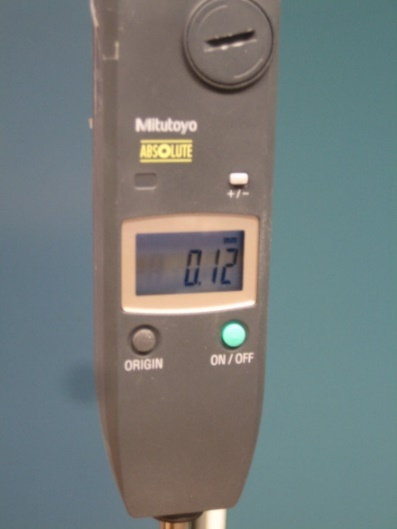 Mitutoyo
ABSOLUTE
+/-
mm
0.12
ORIGIN
ON/OFF